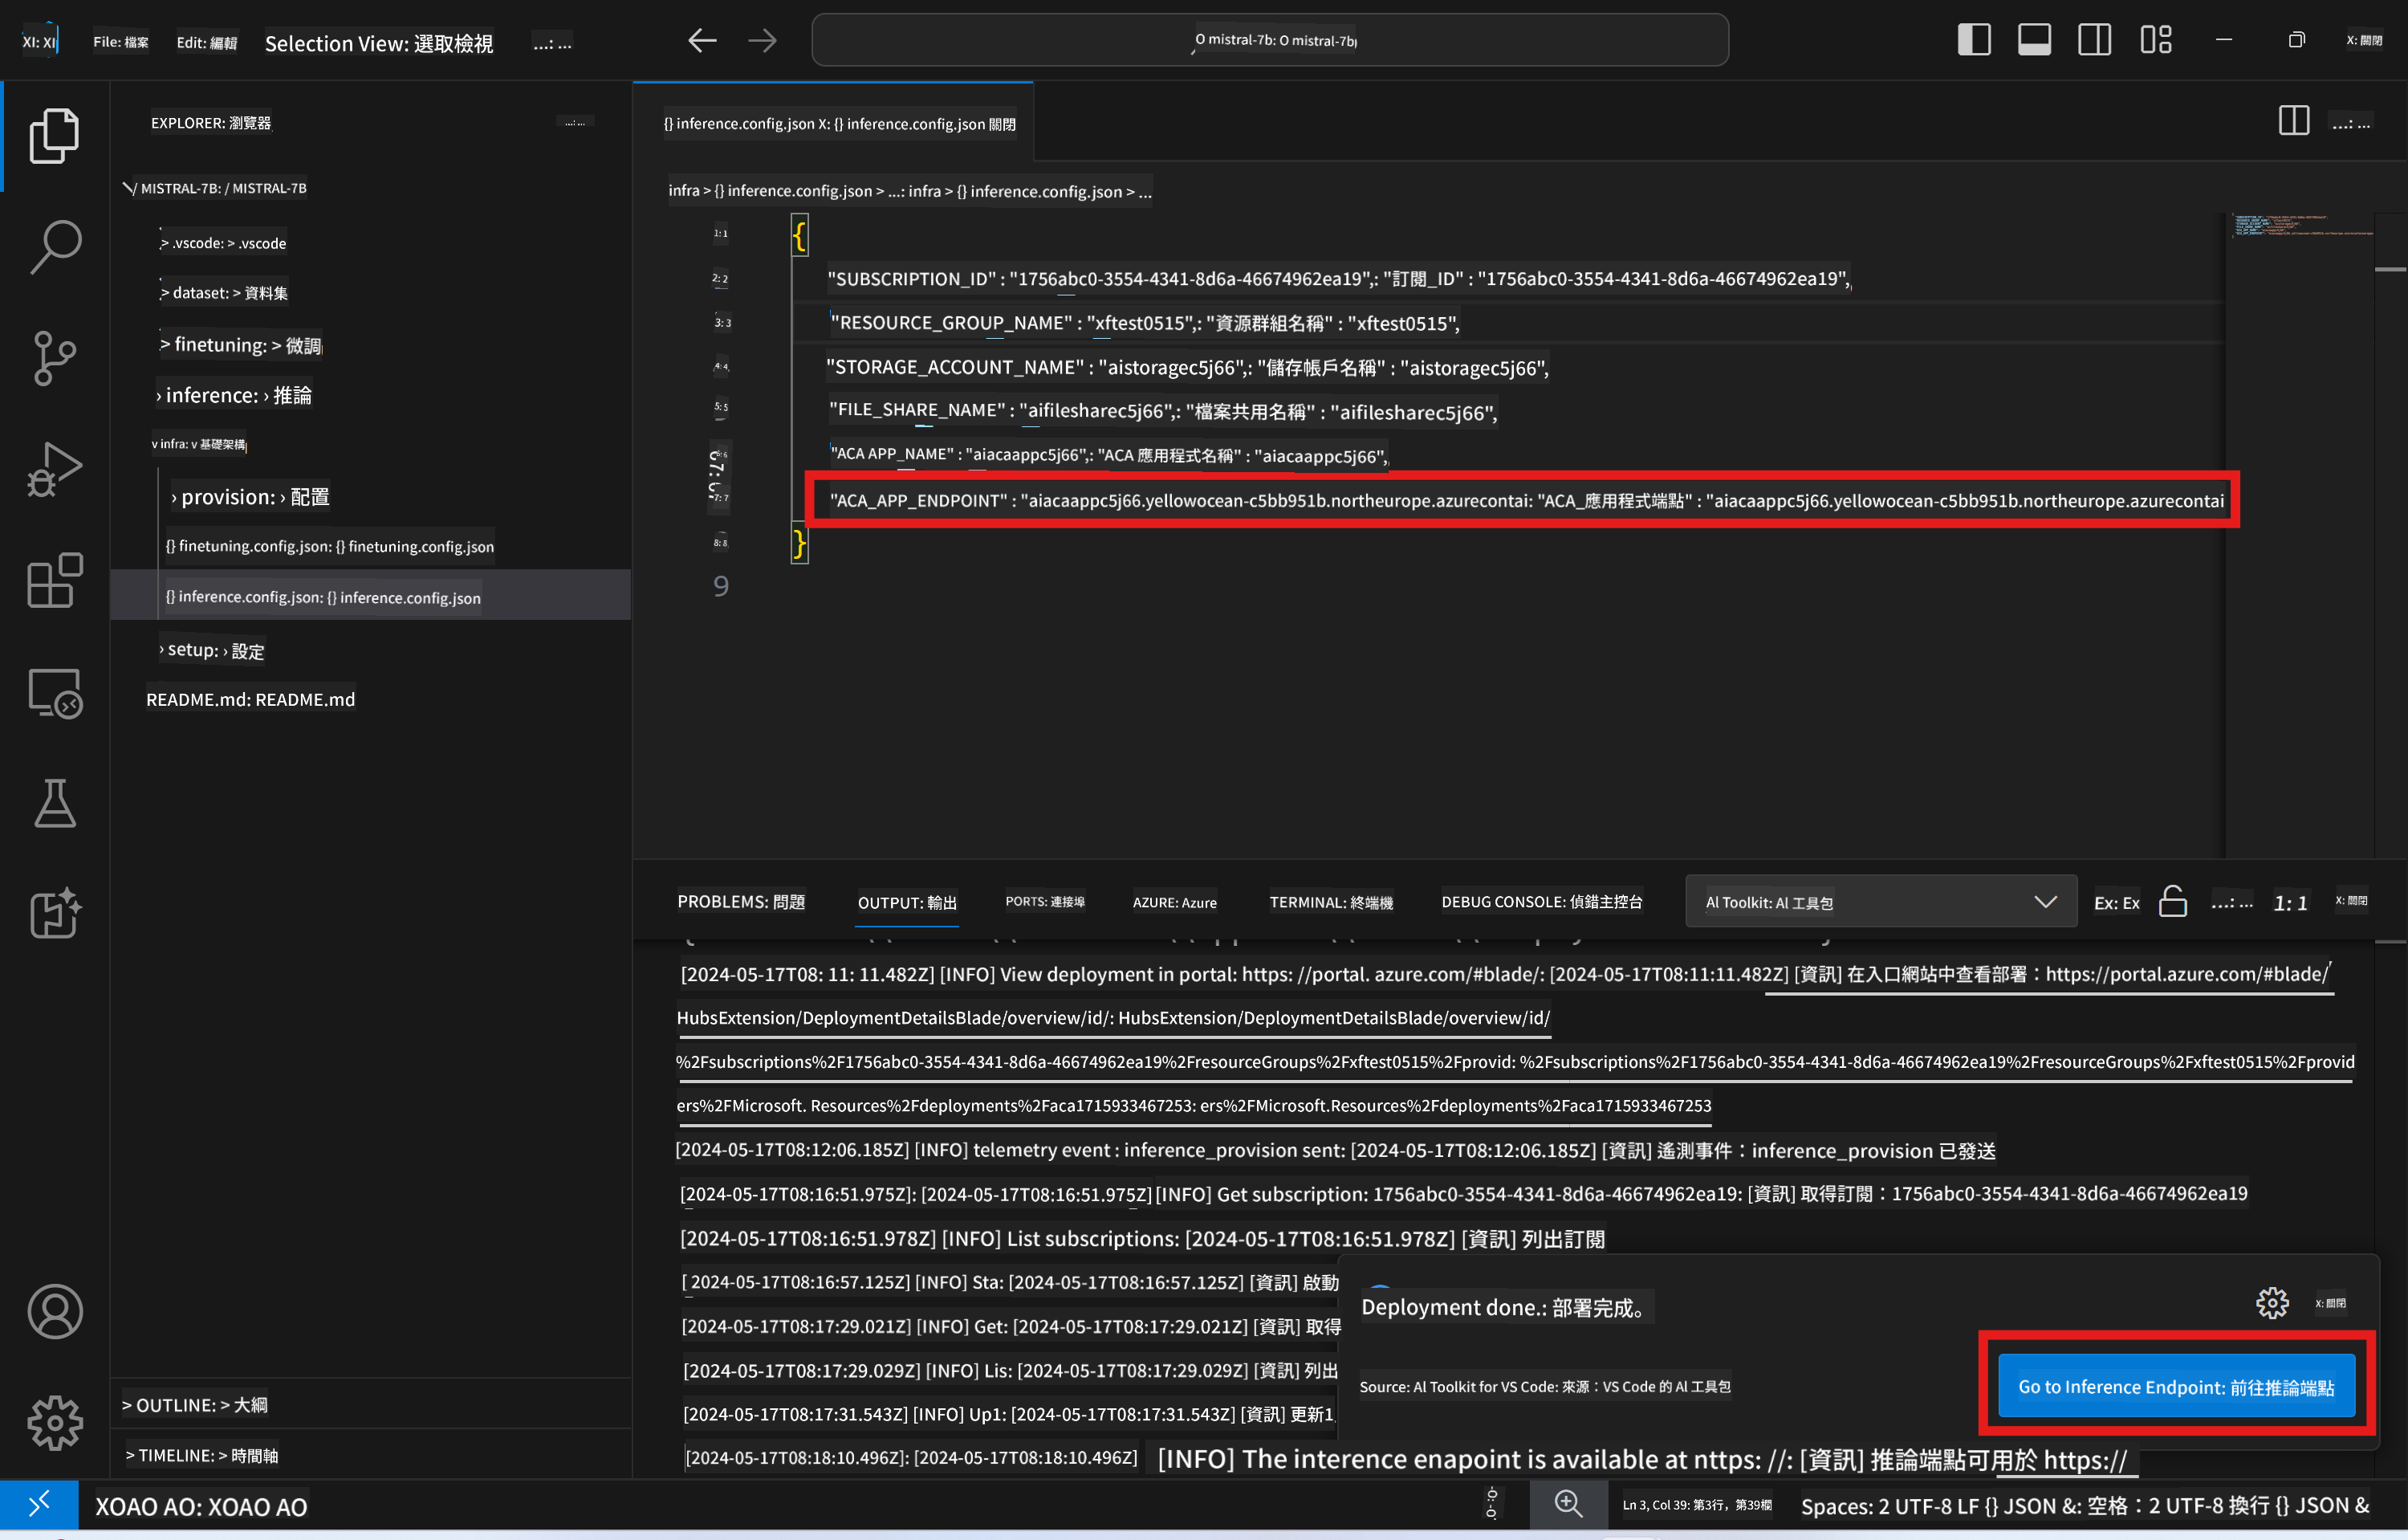 XI: XI File: 檔案 Edit: 編輯 Selection View: 選取檢視 ...: ... O mistral-7b: O mistral-7b X: 關閉
EXPLORER: 瀏覽器 ...: ...
/ MISTRAL-7B: / MISTRAL-7B
> .vscode: > .vscode
> dataset: > 資料集
> finetuning: > 微調
› inference: › 推論
v infra: v 基礎架構
› provision: › 配置
{} finetuning.config.json: {} finetuning.config.json
{} inference.config.json: {} inference.config.json
› setup: › 設定
README.md: README.md
> OUTLINE: > 大綱
> TIMELINE: > 時間軸
{} inference.config.json X: {} inference.config.json 關閉 ...: ...
infra > {} inference.config.json > ...: infra > {} inference.config.json > ...
1: 1 {
2: 2 "SUBSCRIPTION_ID" : "1756abc0-3554-4341-8d6a-46674962ea19",: "訂閱_ID" : "1756abc0-3554-4341-8d6a-46674962ea19",
3: 3 "RESOURCE_GROUP_NAME" : "xftest0515",: "資源群組名稱" : "xftest0515",
4: 4 "STORAGE_ACCOUNT_NAME" : "aistoragec5j66",: "儲存帳戶名稱" : "aistoragec5j66",
5: 5 "FILE_SHARE_NAME" : "aifilesharec5j66",: "檔案共用名稱" : "aifilesharec5j66",
6: 6 "ACA APP_NAME" : "aiacaappc5j66",: "ACA 應用程式名稱" : "aiacaappc5j66",
7: 7 "ACA_APP_ENDPOINT" : "aiacaappc5j66.yellowocean-c5bb951b.northeurope.azurecontai: "ACA_應用程式端點" : "aiacaappc5j66.yellowocean-c5bb951b.northeurope.azurecontai
8: 8 }
9
PROBLEMS: 問題 OUTPUT: 輸出 PORTS: 連接埠 AZURE: Azure TERMINAL: 終端機 DEBUG CONSOLE: 偵錯主控台 Al Toolkit: Al 工具包 Ex: Ex ...: ... 1: 1 X: 關閉
[2024-05-17T08: 11: 11.482Z] [INFO] View deployment in portal: https: //portal. azure.com/#blade/: [2024-05-17T08:11:11.482Z] [資訊] 在入口網站中查看部署：https://portal.azure.com/#blade/
HubsExtension/DeploymentDetailsBlade/overview/id/: HubsExtension/DeploymentDetailsBlade/overview/id/
%2Fsubscriptions%2F1756abc0-3554-4341-8d6a-46674962ea19%2FresourceGroups%2Fxftest0515%2Fprovid: %2Fsubscriptions%2F1756abc0-3554-4341-8d6a-46674962ea19%2FresourceGroups%2Fxftest0515%2Fprovid
ers%2FMicrosoft. Resources%2Fdeployments%2Faca1715933467253: ers%2FMicrosoft.Resources%2Fdeployments%2Faca1715933467253
[2024-05-17T08:12:06.185Z] [INFO] telemetry event : inference_provision sent: [2024-05-17T08:12:06.185Z] [資訊] 遙測事件：inference_provision 已發送
[2024-05-17T08:16:51.975Z]: [2024-05-17T08:16:51.975Z] [INFO] Get subscription: 1756abc0-3554-4341-8d6a-46674962ea19: [資訊] 取得訂閱：1756abc0-3554-4341-8d6a-46674962ea19
[2024-05-17T08:16:51.978Z] [INFO] List subscriptions: [2024-05-17T08:16:51.978Z] [資訊] 列出訂閱
[ 2024-05-17T08:16:57.125Z] [INFO] Sta: [2024-05-17T08:16:57.125Z] [資訊] 啟動
[2024-05-17T08:17:29.021Z] [INFO] Get: [2024-05-17T08:17:29.021Z] [資訊] 取得
[2024-05-17T08:17:29.029Z] [INFO] Lis: [2024-05-17T08:17:29.029Z] [資訊] 列出
[2024-05-17T08:17:31.543Z] [INFO] Up1: [2024-05-17T08:17:31.543Z] [資訊] 更新1
[2024-05-17T08:18:10.496Z]: [2024-05-17T08:18:10.496Z] [INFO] The interence enapoint is available at nttps: //: [資訊] 推論端點可用於 https://
Deployment done.: 部署完成。 X: 關閉
Source: Al Toolkit for VS Code: 來源：VS Code 的 Al 工具包
Go to Inference Endpoint: 前往推論端點
XOAO AO: XOAO AO Ln 3, Col 39: 第3行，第39欄 Spaces: 2 UTF-8 LF {} JSON &: 空格：2 UTF-8 換行 {} JSON &